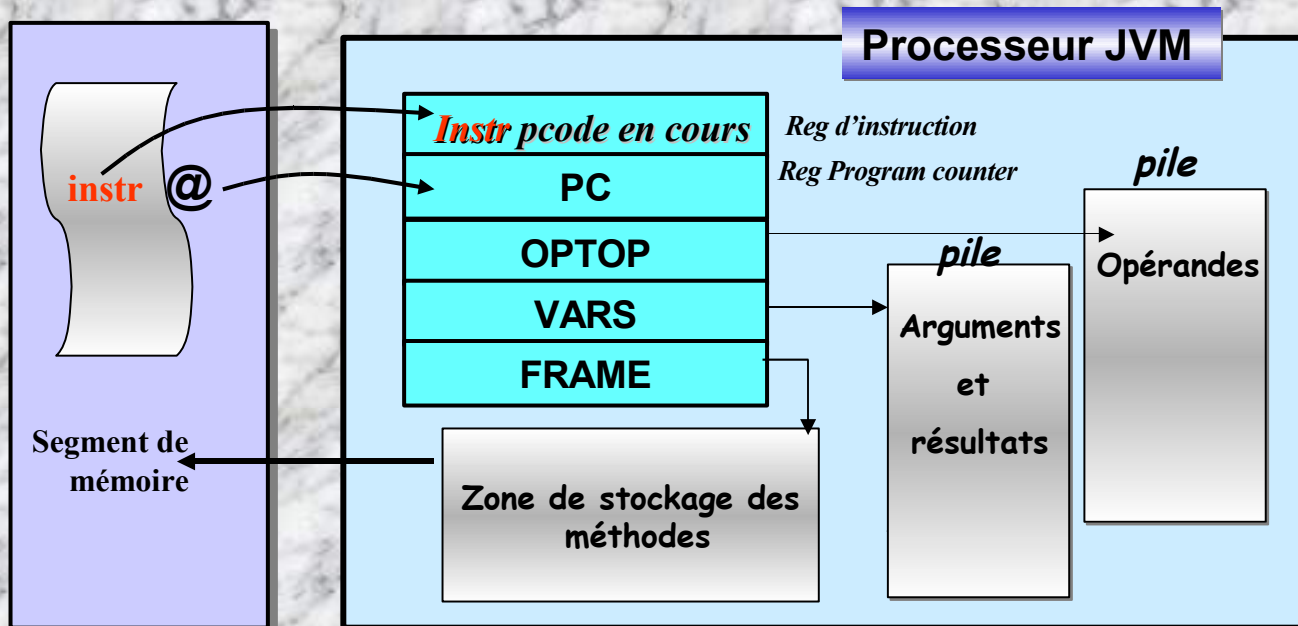 Processeur JVM
instr @
Instr pcode en cours
Reg d'instruction
PC
Reg Program counter
OPTOP
VARS
FRAME
pile
Opérandes
pile
Arguments
et
résultats
Segment de
mémoire
Zone de stockage des
méthodes